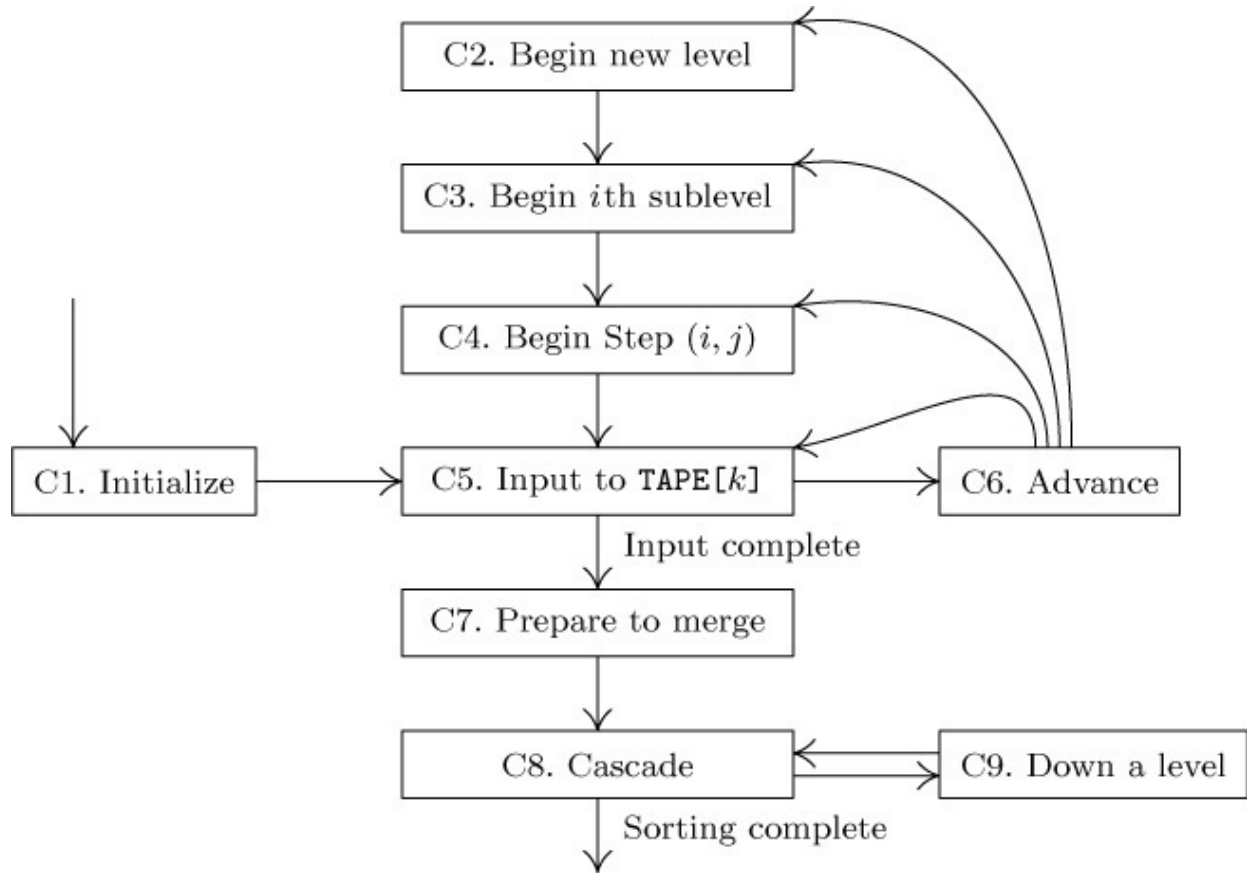 C2. Begin new level
C3. Begin ith sublevel
C4. Begin Step (i, j)
C1. Initialize
C5. Input to TAPE[k]
C6. Advance
Input complete
C7. Prepare to merge
C8. Cascade
C9. Down a level
Sorting complete